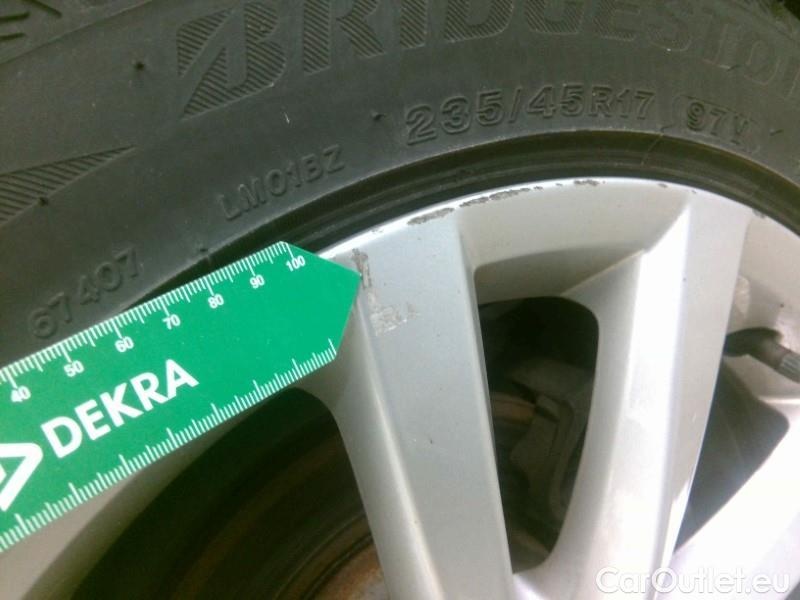 BRIDGESTON
235/45R17 97V
LM01BZ
67407
40 50 60 70 80 90 100
DEKRA
CarOutlet.eu